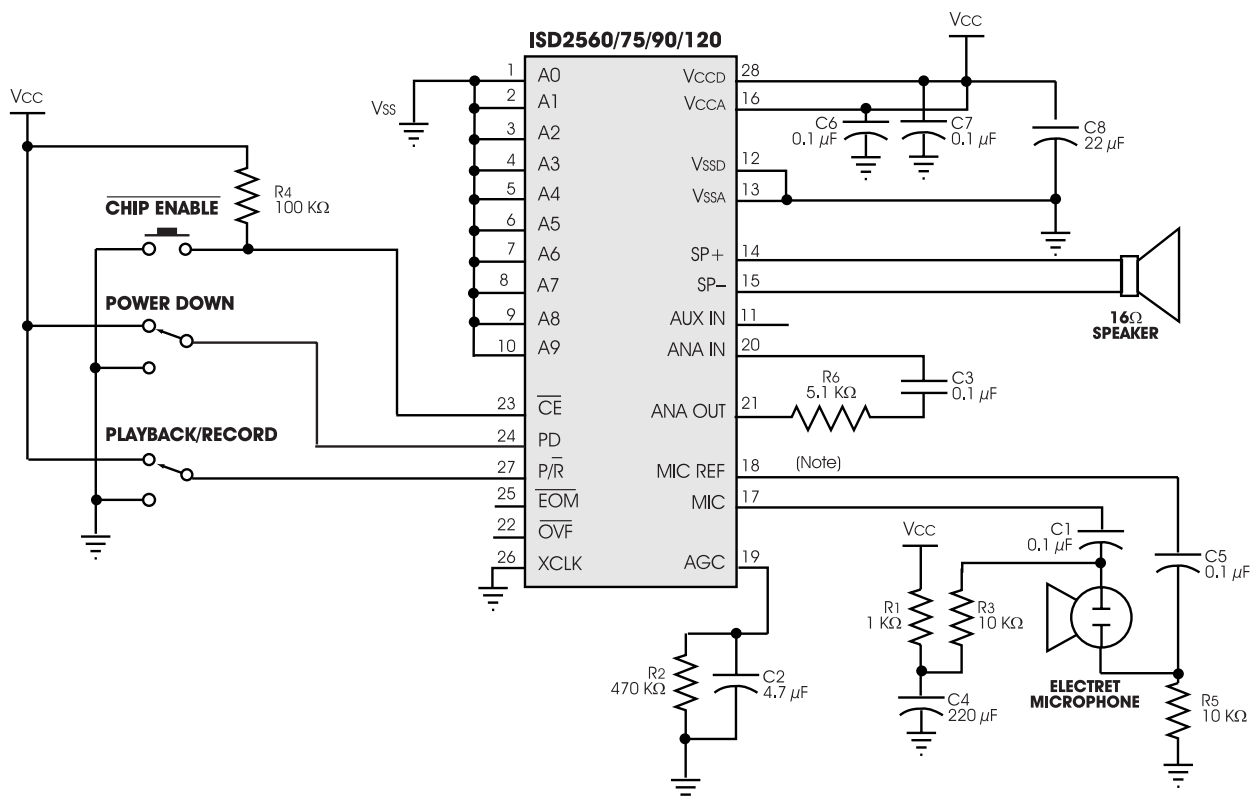 ISD2560/75/90/120
VCC
VCC
VSS
1 A0
2 A1
3 A2
4 A3
5 A4
6 A5
7 A6
8 A7
9 A8
10 A9
23 CE
24 PD
27 P/R
25 EOM
22 OVF
26 XCLK
VCCD 28
VCCA 16
VSSD 12
VSSA 13
SP+ 14
SP– 15
AUX IN 11
ANA IN 20
ANA OUT 21
MIC REF 18
MIC 17
AGC 19
R4
100 KΩ
CHIP ENABLE
POWER DOWN
PLAYBACK/RECORD
C6
0.1 µF
C7
0.1 µF
C8
22 µF
16Ω
SPEAKER
R6
5.1 KΩ
C3
0.1 µF
(Note)
C1
0.1 µF
C5
0.1 µF
VCC
R1
1 KΩ
R3
10 KΩ
C4
220 µF
ELECTRET
MICROPHONE
R5
10 KΩ
R2
470 KΩ
C2
4.7 µF